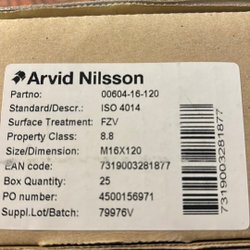 Arvid Nilsson
Partno: 00604-16-120
Standard/Descr.: ISO 4014
Surface Treatment: FZV
Property Class: 8.8
Size/Dimension: M16X120
EAN code: 7319003281877
Box Quantity: 25
PO number: 4500156971
Suppl.Lot/Batch: 79976V
7319003281877